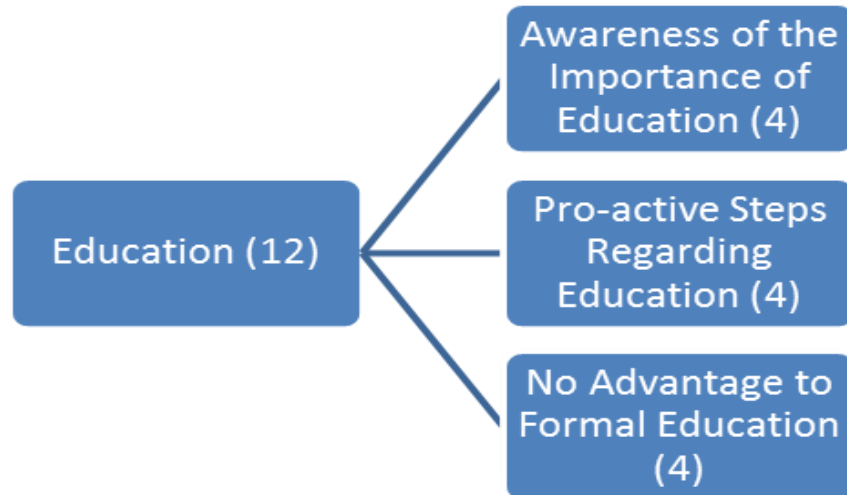 Education (12)
Awareness of the
Importance of
Education (4)
Pro-active Steps
Regarding
Education (4)
No Advantage to
Formal Education
(4)